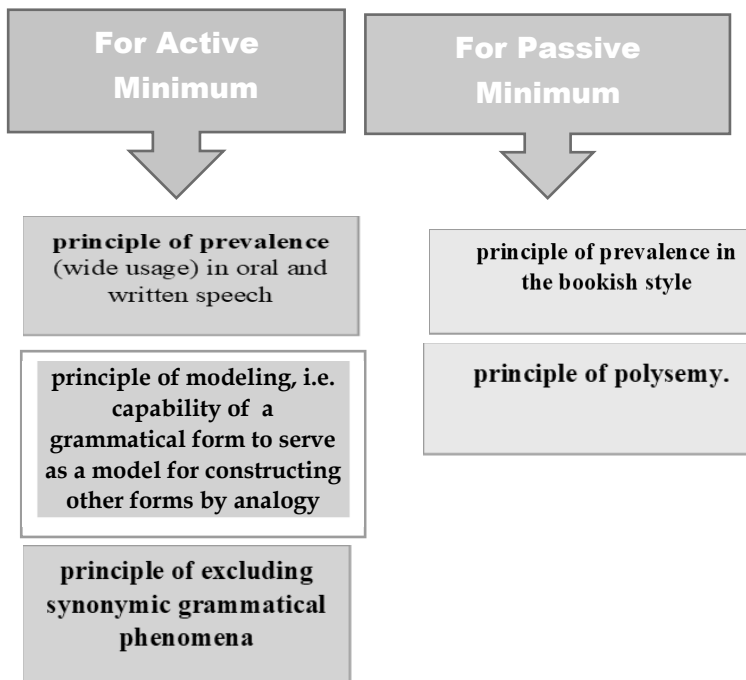 For Active
Minimum
For Passive
Minimum
principle of prevalence
(wide usage) in oral and
written speech
principle of modeling, i.e.
capability of a
grammatical form to serve
as a model for constructing
other forms by analogy
principle of excluding
synonymic grammatical
phenomena
principle of prevalence in
the bookish style
principle of polysemy.